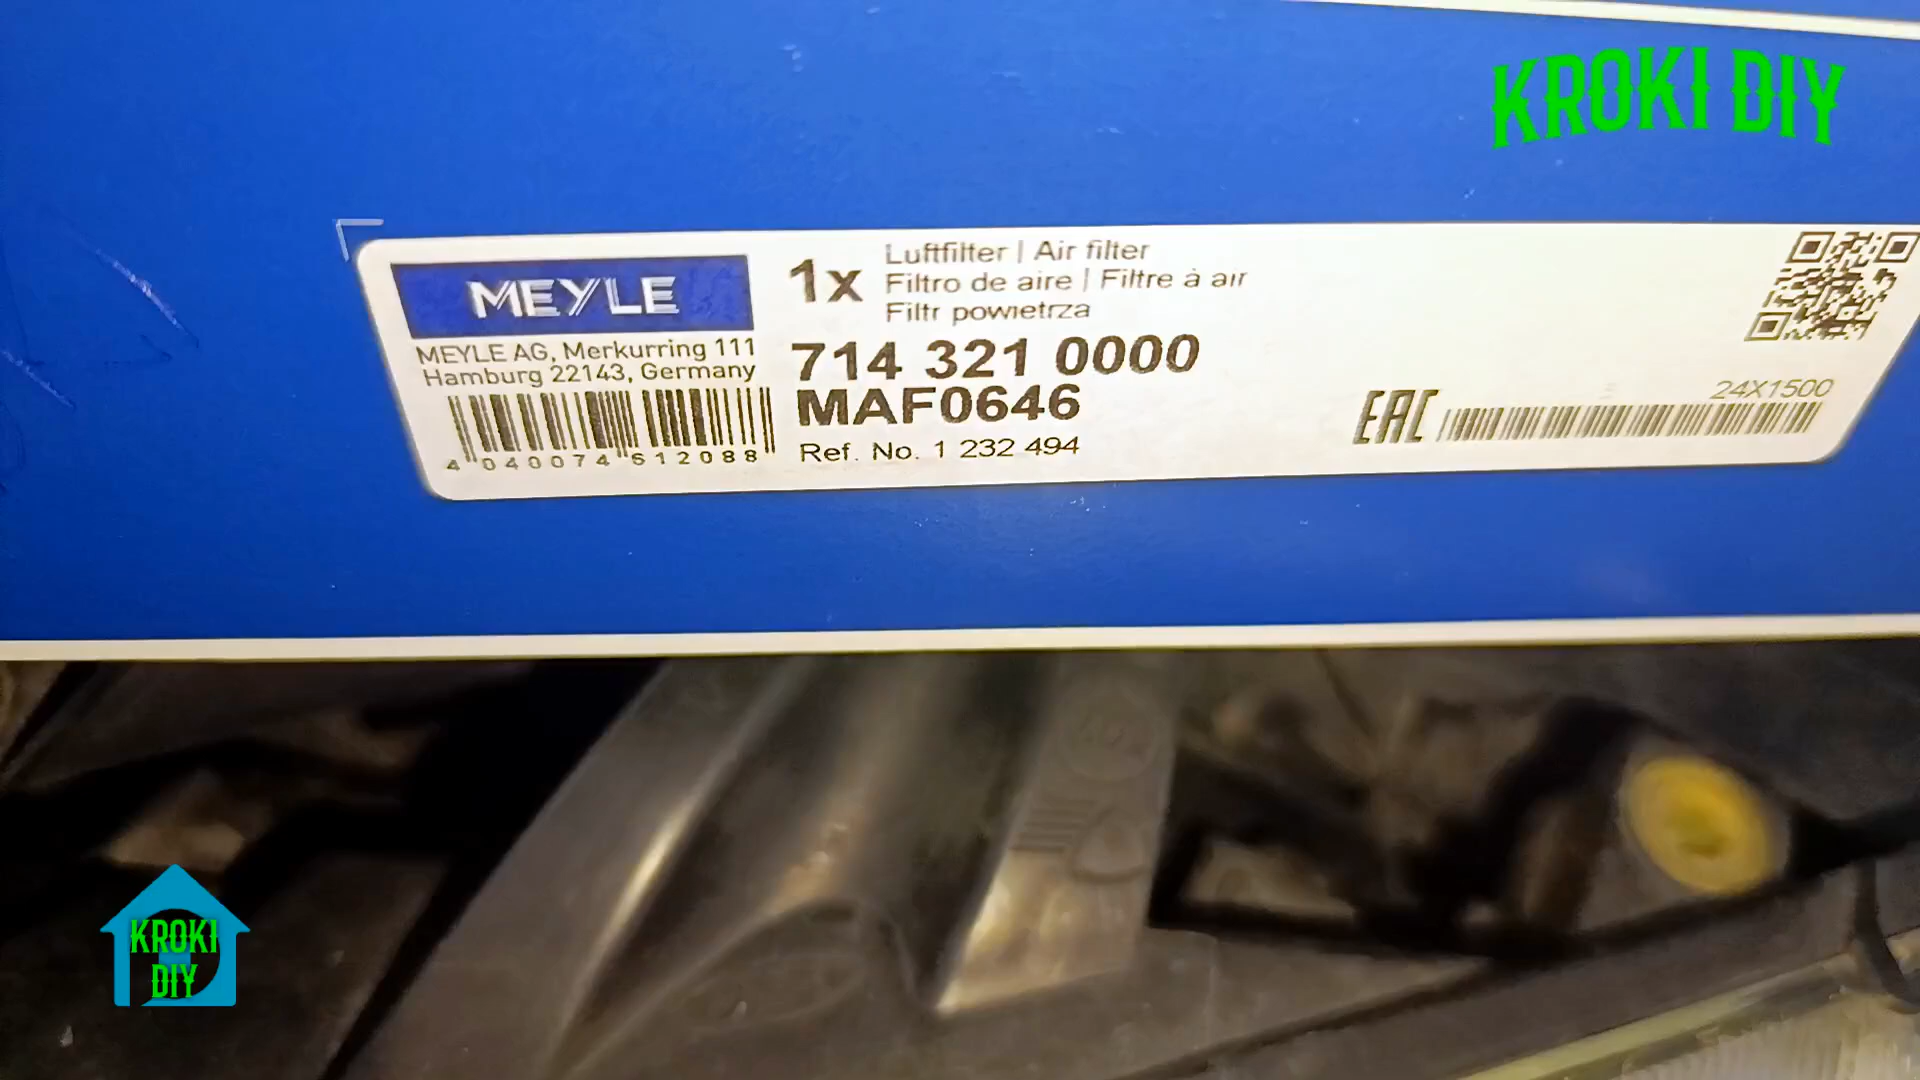 KROKI DIY
MEYLE
MEYLE AG, Merkurring 111
Hamburg 22143, Germany
4 040074 612088
1x
Luftfilter | Air filter
Filtro de aire | Filtre à air
Filtr powietrza
714 321 0000
MAF0646
Ref. No. 1 232 494
EAC
24X1500
KROKI
DIY